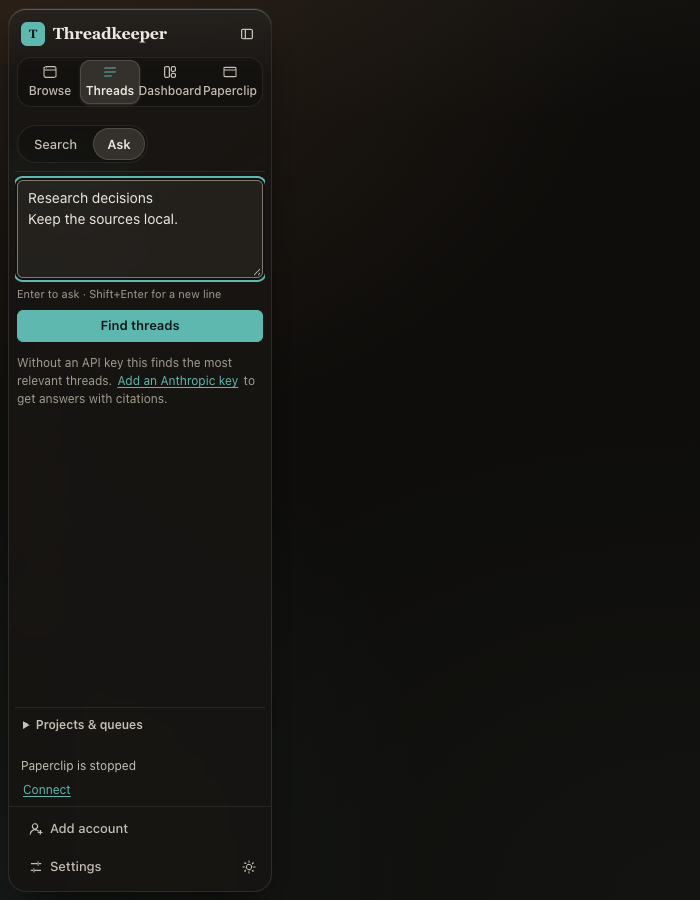 T Threadkeeper
Browse Threads Dashboard Paperclip
Search Ask
Research decisions
Keep the sources local.
Enter to ask · Shift+Enter for a new line
Find threads
Without an API key this finds the most
relevant threads. Add an Anthropic key to
get answers with citations.
Projects & queues
Paperclip is stopped
Connect
Add account
Settings